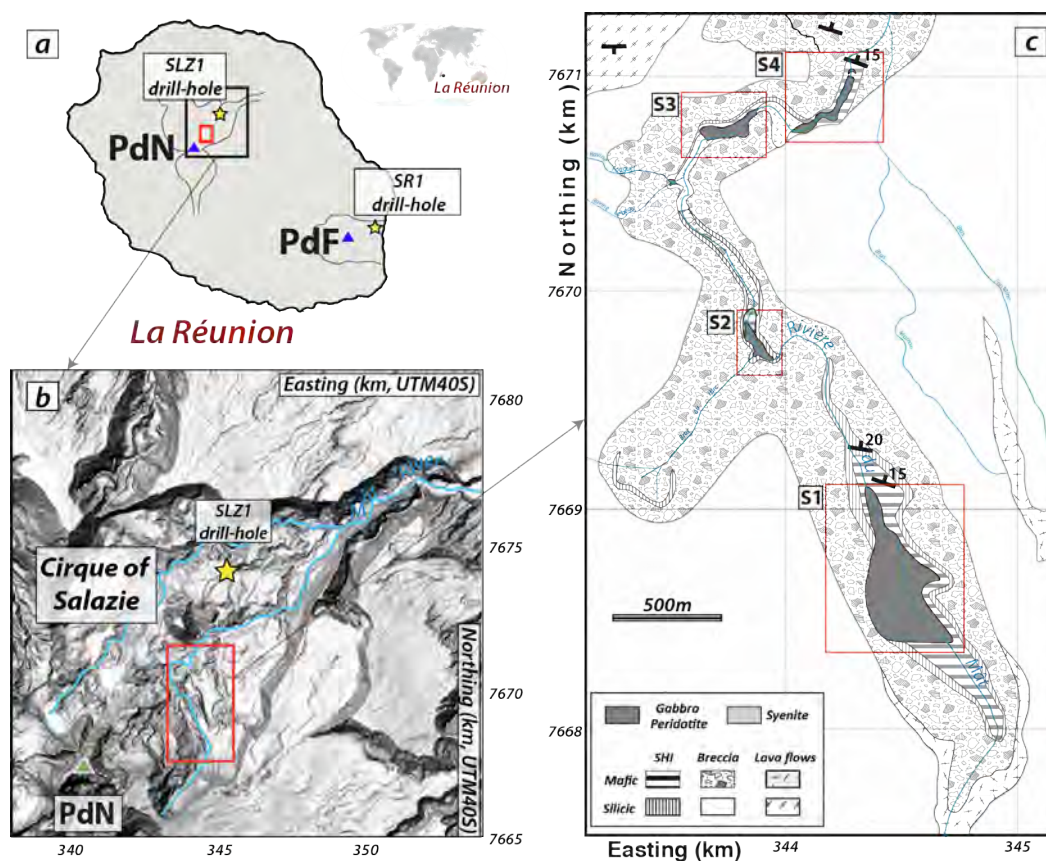 a
SLZ1
drill-hole
La Réunion
PdN
SR1
drill-hole
PdF
La Réunion
b
Easting (km, UTM40S)
7680
SLZ1
drill-hole
7675
Cirque of
Salazie
Northing (km, UTM40S)
7670
PdN
7665
340
345
350
c
S4
15
7671
S3
Northing (km)
7670
S2
Rivière
20
du
15
S1
7669
500m
Mât
Gabbro
Peridotite
Syenite
SHI
Breccia
Lava flows
Mafic
Silicic
7668
Easting (km)
344
345